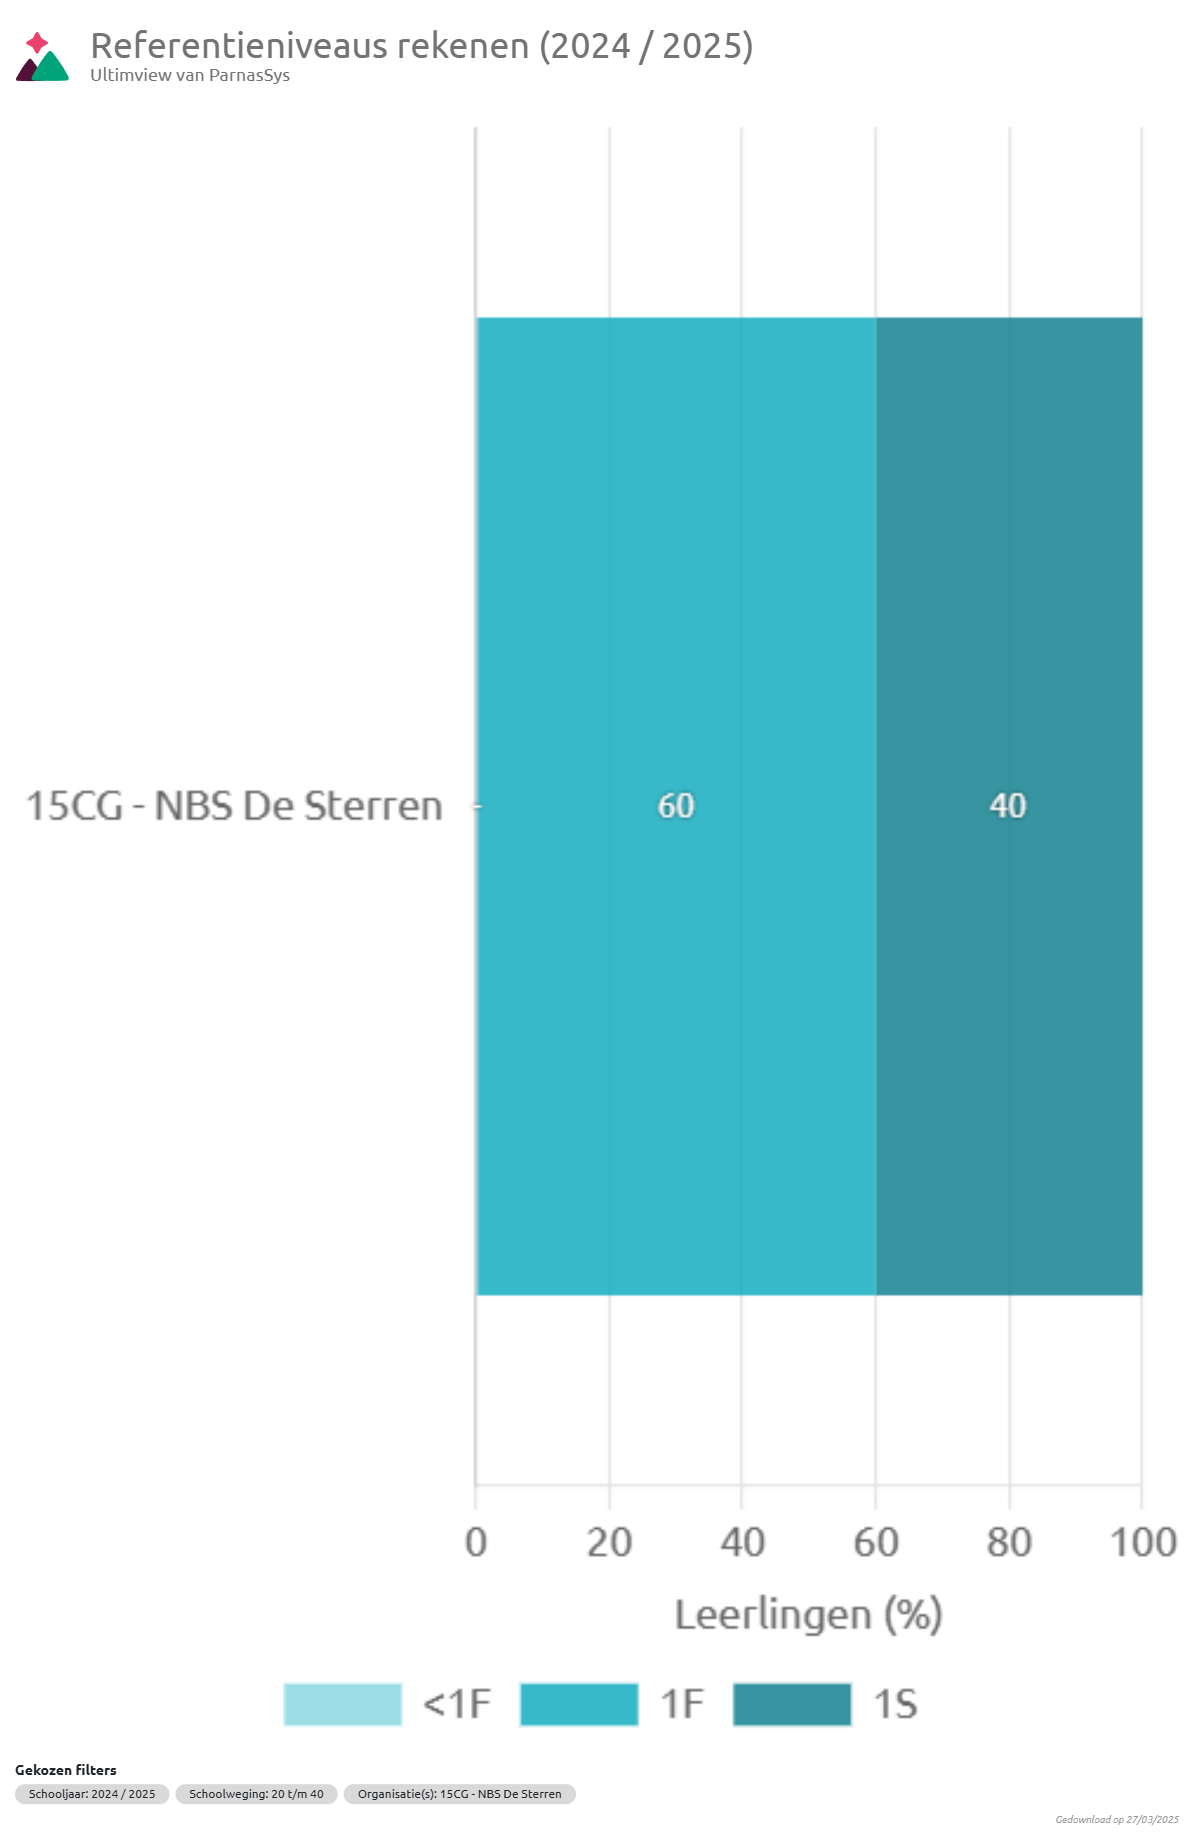 Referentieniveaus rekenen (2024 / 2025)
Ultimview van ParnasSys
15CG - NBS De Sterren - 60 40
0 20 40 60 80 100
Leerlingen (%)
<1F 1F 1S
Gekozen filters
Schooljaar: 2024 / 2025 Schoolweging: 20 t/m 40 Organisatie(s): 15CG - NBS De Sterren
Gedownload op 27/03/2025